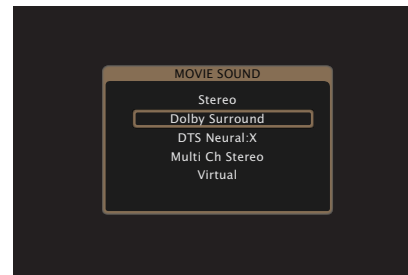 MOVIE SOUND
Stereo
Dolby Surround
DTS Neural:X
Multi Ch Stereo
Virtual